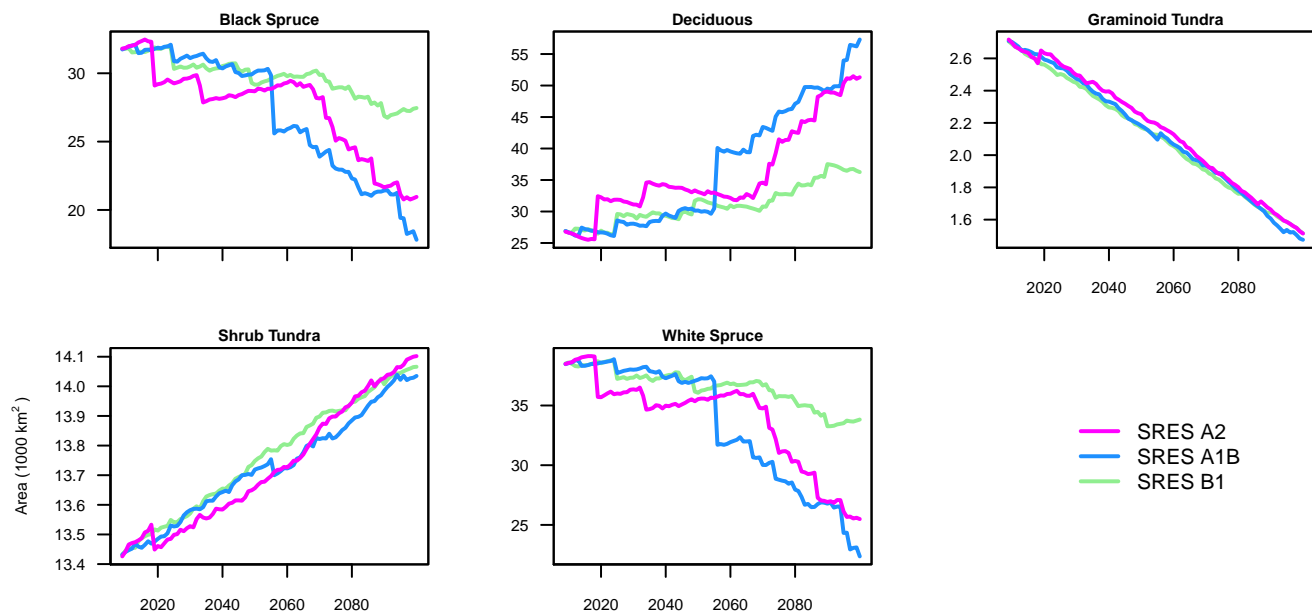 Black Spruce
30
25
20
Deciduous
55
50
45
40
35
30
25
Graminoid Tundra
2.6
2.4
2.2
2.0
1.8
1.6
2020 2040 2060 2080
Shrub Tundra
14.1
14.0
13.9
13.8
13.7
13.6
13.5
13.4
Area (1000 km²)
2020 2040 2060 2080
White Spruce
35
30
25
2020 2040 2060 2080
SRES A2
SRES A1B
SRES B1